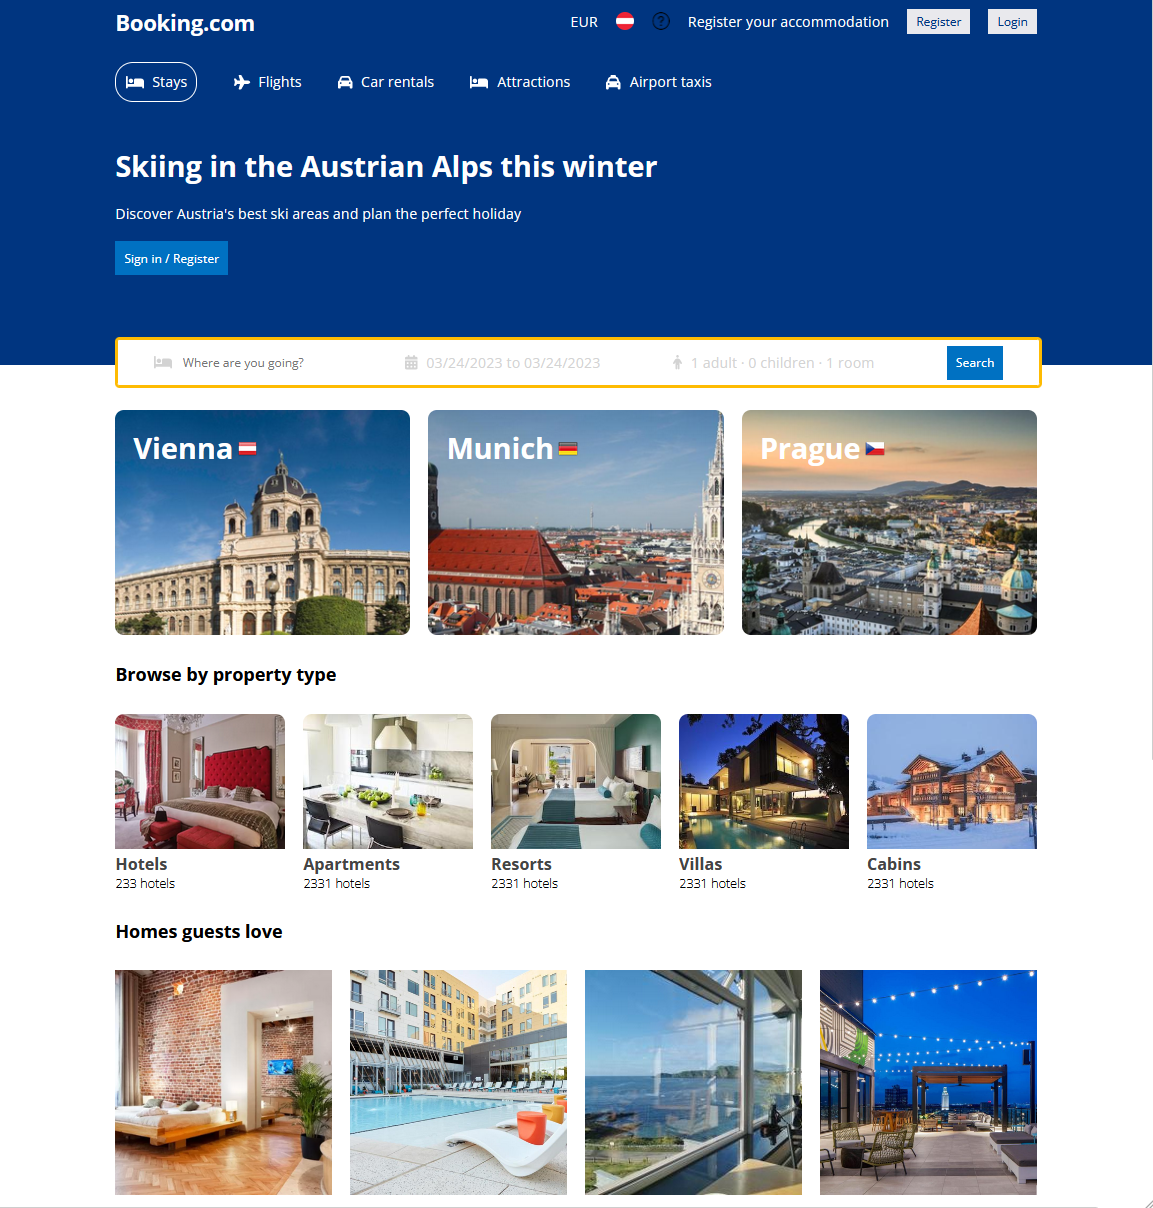 Booking.com
EUR
Register your accommodation
Register
Login
Stays
Flights
Car rentals
Attractions
Airport taxis
Skiing in the Austrian Alps this winter
Discover Austria's best ski areas and plan the perfect holiday
Sign in / Register
Where are you going?
03/24/2023 to 03/24/2023
1 adult · 0 children · 1 room
Search
Vienna
Munich
Prague
Browse by property type
Hotels
233 hotels
Apartments
2331 hotels
Resorts
2331 hotels
Villas
2331 hotels
Cabins
2331 hotels
Homes guests love